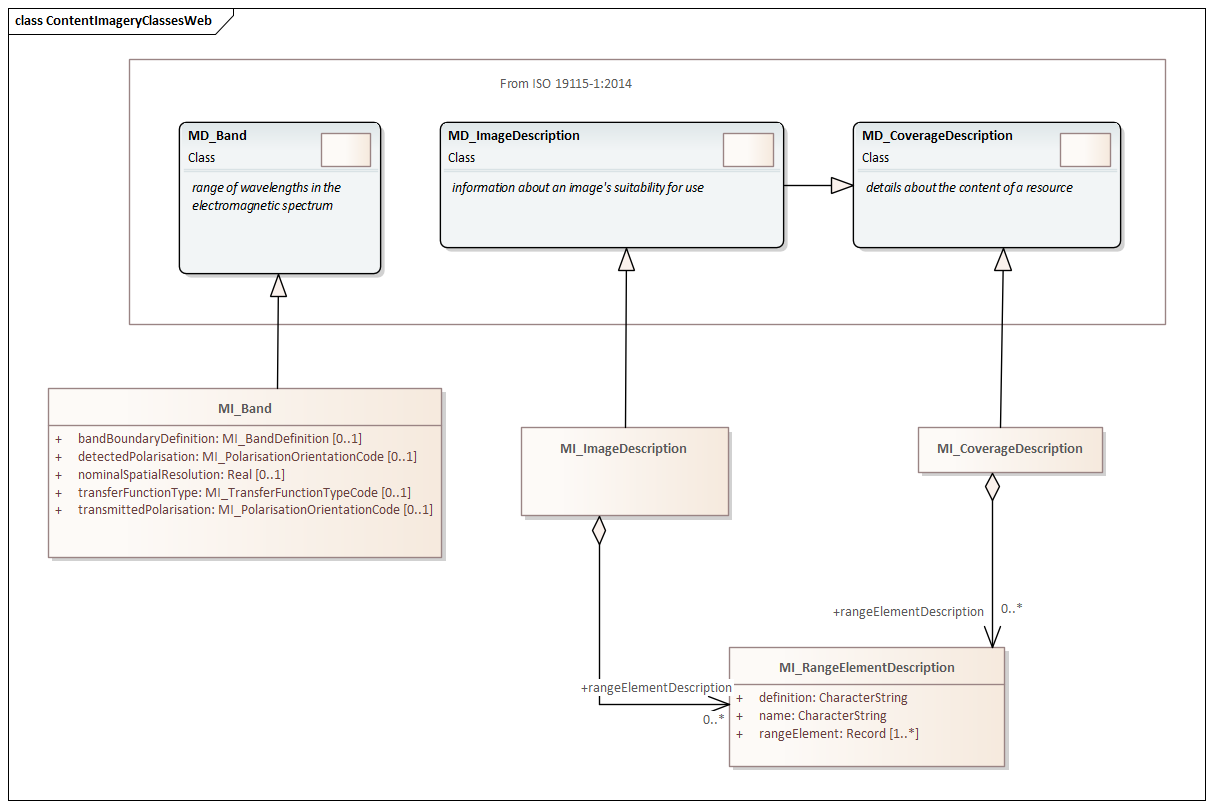 class ContentImageryClassesWeb
From ISO 19115-1:2014
MD_Band
Class
range of wavelengths in the
electromagnetic spectrum
MD_ImageDescription
Class
information about an image's suitability for use
MD_CoverageDescription
Class
details about the content of a resource
MI_Band
+ bandBoundaryDefinition: MI_BandDefinition [0..1]
+ detectedPolarisation: MI_PolarisationOrientationCode [0..1]
+ nominalSpatialResolution: Real [0..1]
+ transferFunctionType: MI_TransferFunctionTypeCode [0..1]
+ transmittedPolarisation: MI_PolarisationOrientationCode [0..1]
MI_ImageDescription
MI_CoverageDescription
+rangeElementDescription
0..*
+rangeElementDescription
0..*
MI_RangeElementDescription
+ definition: CharacterString
+ name: CharacterString
+ rangeElement: Record [1..*]